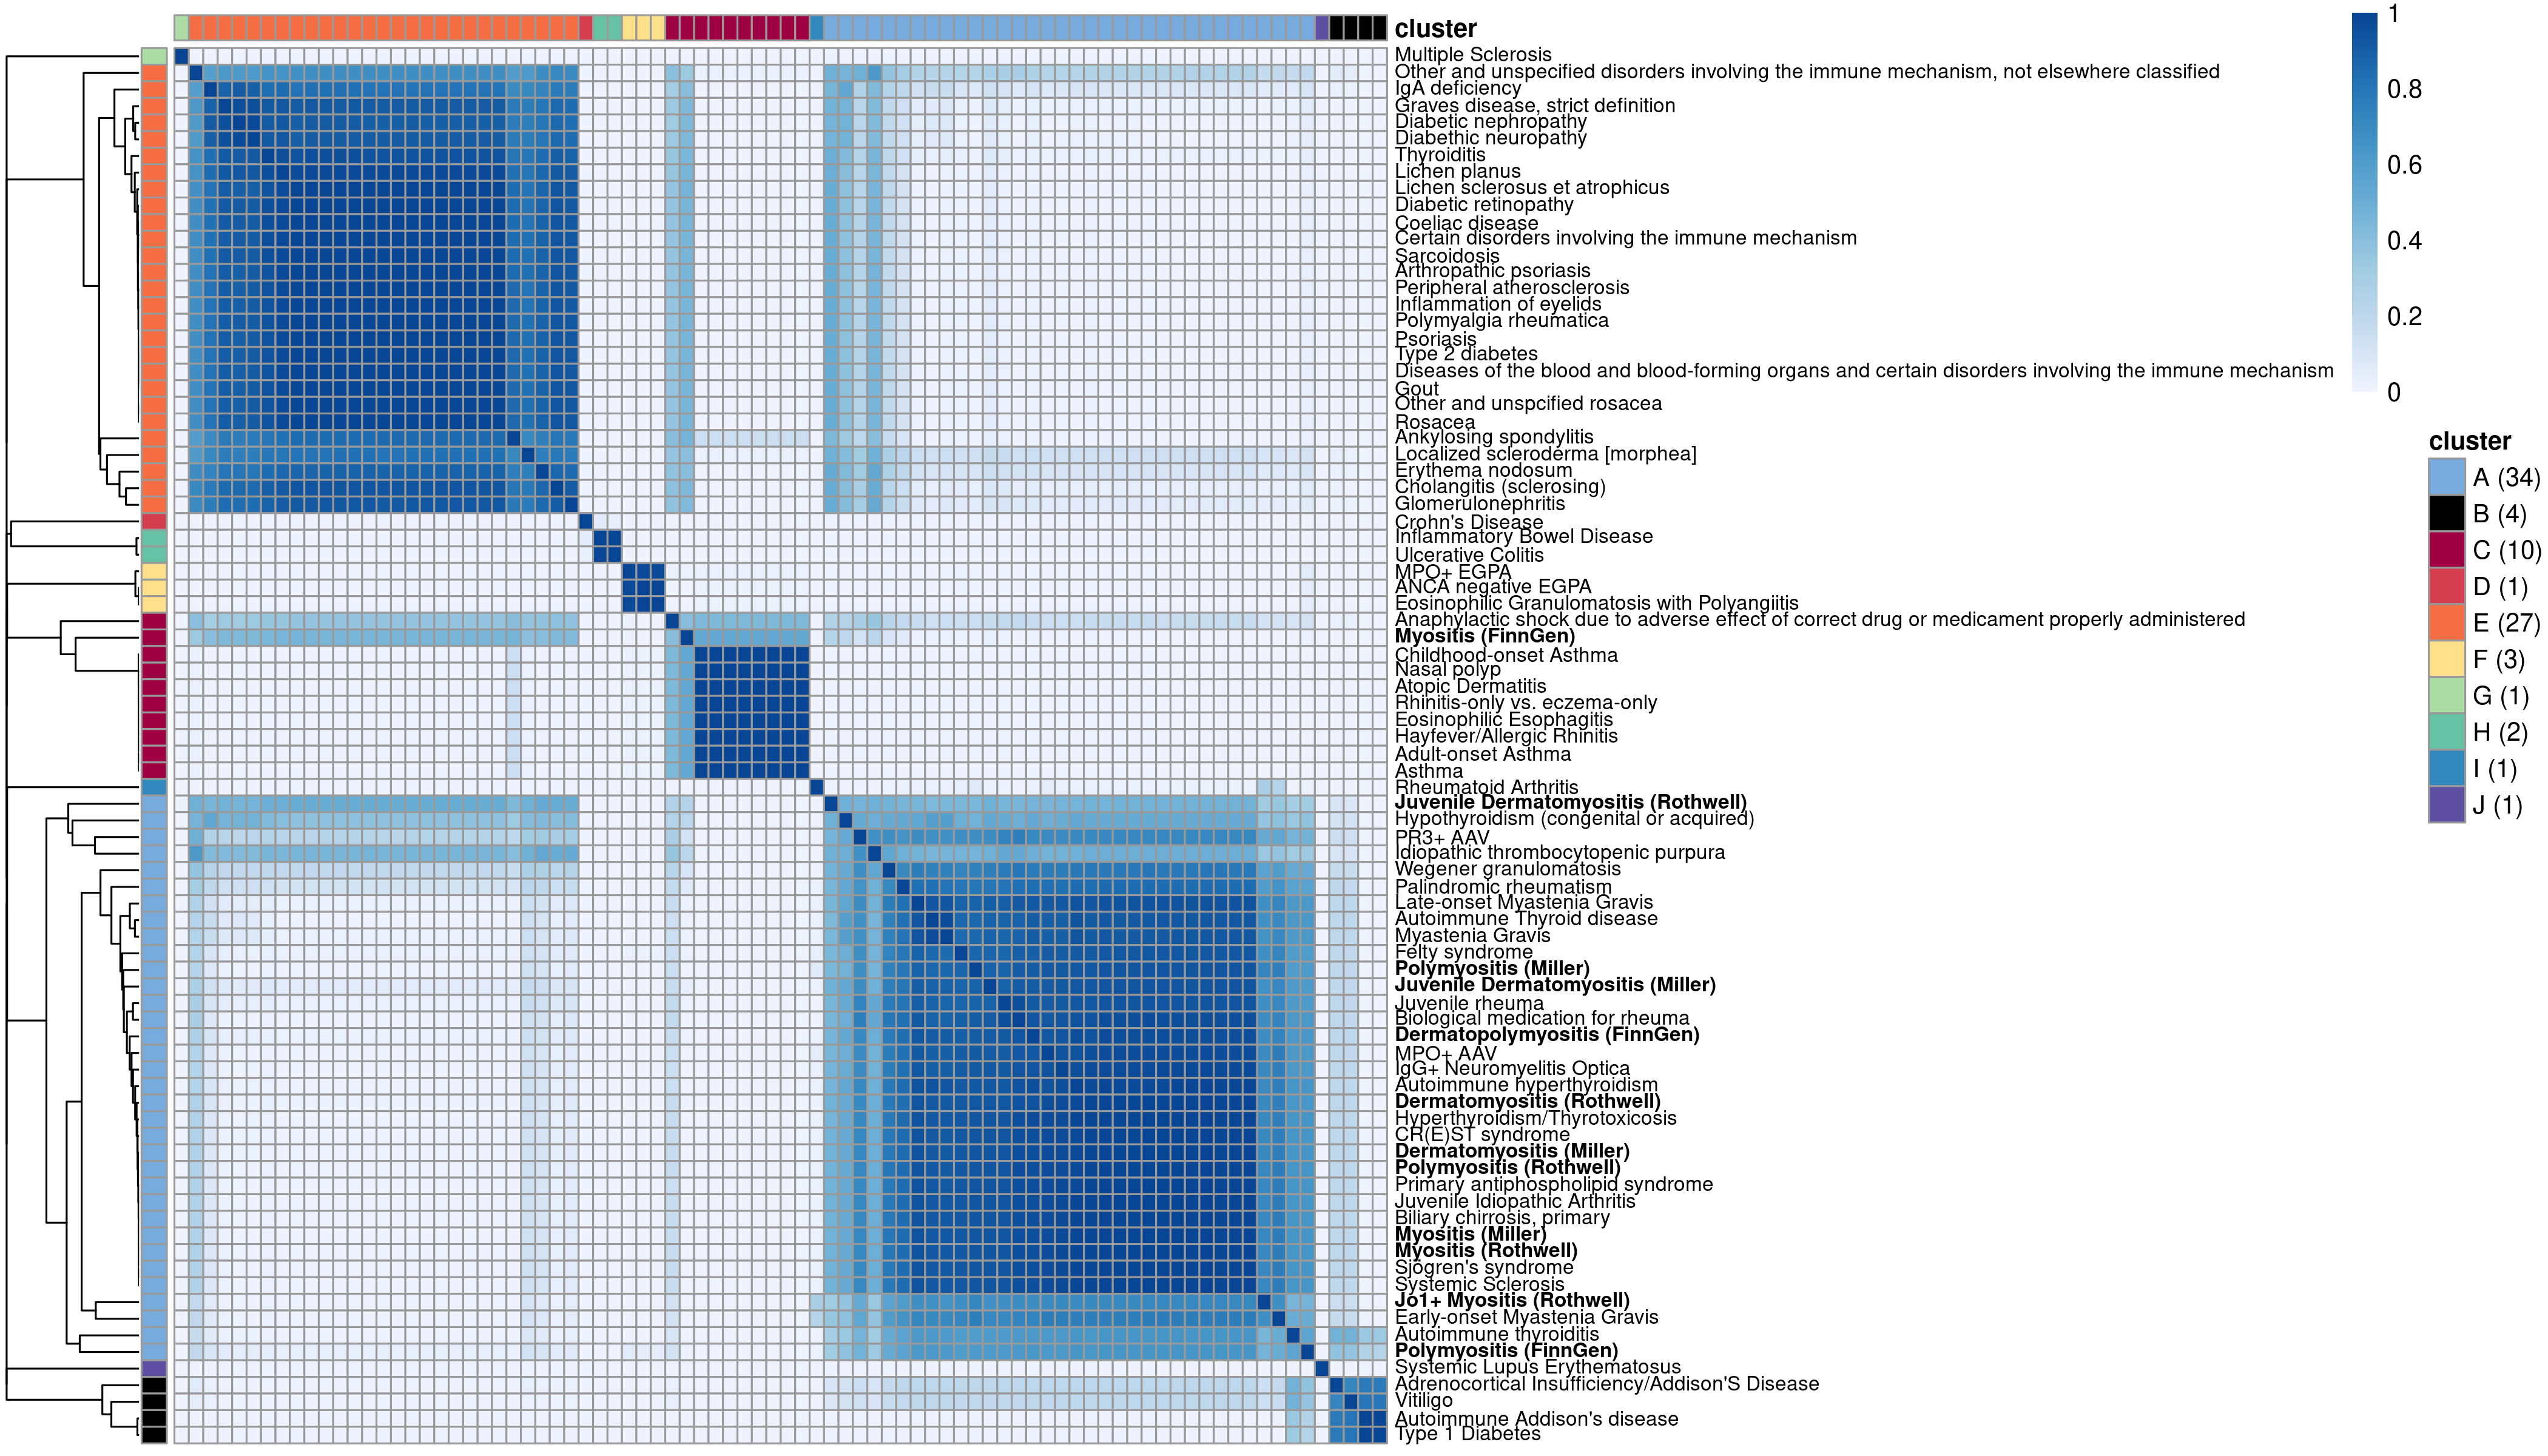 cluster
Multiple Sclerosis
Other and unspecified disorders involving the immune mechanism, not elsewhere classified
IgA deficiency
Graves disease, strict definition
Diabetic nephropathy
Diabethic neuropathy
Thyroiditis
Lichen planus
Lichen sclerosus et atrophicus
Diabetic retinopathy
Coeliac disease
Certain disorders involving the immune mechanism
Sarcoidosis
Arthropathic psoriasis
Peripheral atherosclerosis
Inflammation of eyelids
Polymyalgia rheumatica
Psoriasis
Type 2 diabetes
Diseases of the blood and blood-forming organs and certain disorders involving the immune mechanism
Gout
Other and unspcified rosacea
Rosacea
Ankylosing spondylitis
Localized scleroderma [morphea]
Erythema nodosum
Cholangitis (sclerosing)
Glomerulonephritis
Crohn's Disease
Inflammatory Bowel Disease
Ulcerative Colitis
MPO+ EGPA
ANCA negative EGPA
Eosinophilic Granulomatosis with Polyangiitis
Anaphylactic shock due to adverse effect of correct drug or medicament properly administered
Myositis (FinnGen)
Childhood-onset Asthma
Nasal polyp
Atopic Dermatitis
Rhinitis-only vs. eczema-only
Eosinophilic Esophagitis
Hayfever/Allergic Rhinitis
Adult-onset Asthma
Asthma
Rheumatoid Arthritis
Juvenile Dermatomyositis (Rothwell)
Hypothyroidism (congenital or acquired)
PR3+ AAV
Idiopathic thrombocytopenic purpura
Wegener granulomatosis
Palindromic rheumatism
Late-onset Myastenia Gravis
Autoimmune Thyroid disease
Myastenia Gravis
Felty syndrome
Polymyositis (Miller)
Juvenile Dermatomyositis (Miller)
Juvenile rheuma
Biological medication for rheuma
Dermatopolymyositis (FinnGen)
MPO+ AAV
IgG+ Neuromyelitis Optica
Autoimmune hyperthyroidism
Dermatomyositis (Rothwell)
Hyperthyroidism/Thyrotoxicosis
CR(E)ST syndrome
Dermatomyositis (Miller)
Polymyositis (Rothwell)
Primary antiphospholipid syndrome
Juvenile Idiopathic Arthritis
Biliary chirrosis, primary
Myositis (Miller)
Myositis (Rothwell)
Sjögren's syndrome
Systemic Sclerosis
Jo1+ Myositis (Rothwell)
Early-onset Myastenia Gravis
Autoimmune thyroiditis
Polymyositis (FinnGen)
Systemic Lupus Erythematosus
Adrenocortical Insufficiency/Addison'S Disease
Vitiligo
Autoimmune Addison's disease
Type 1 Diabetes
1
0.8
0.6
0.4
0.2
0
cluster
A (34)
B (4)
C (10)
D (1)
E (27)
F (3)
G (1)
H (2)
I (1)
J (1)